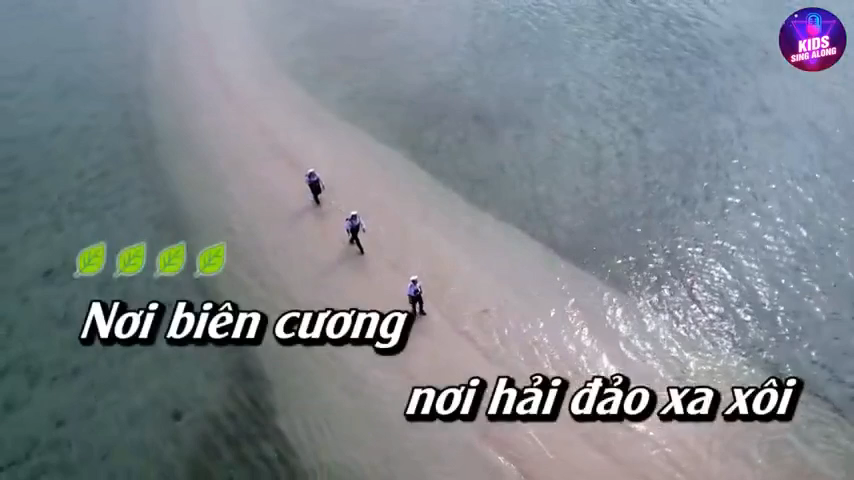 KIDS
SING ALONG
Nơi biên cương
nơi hải đảo xa xôi